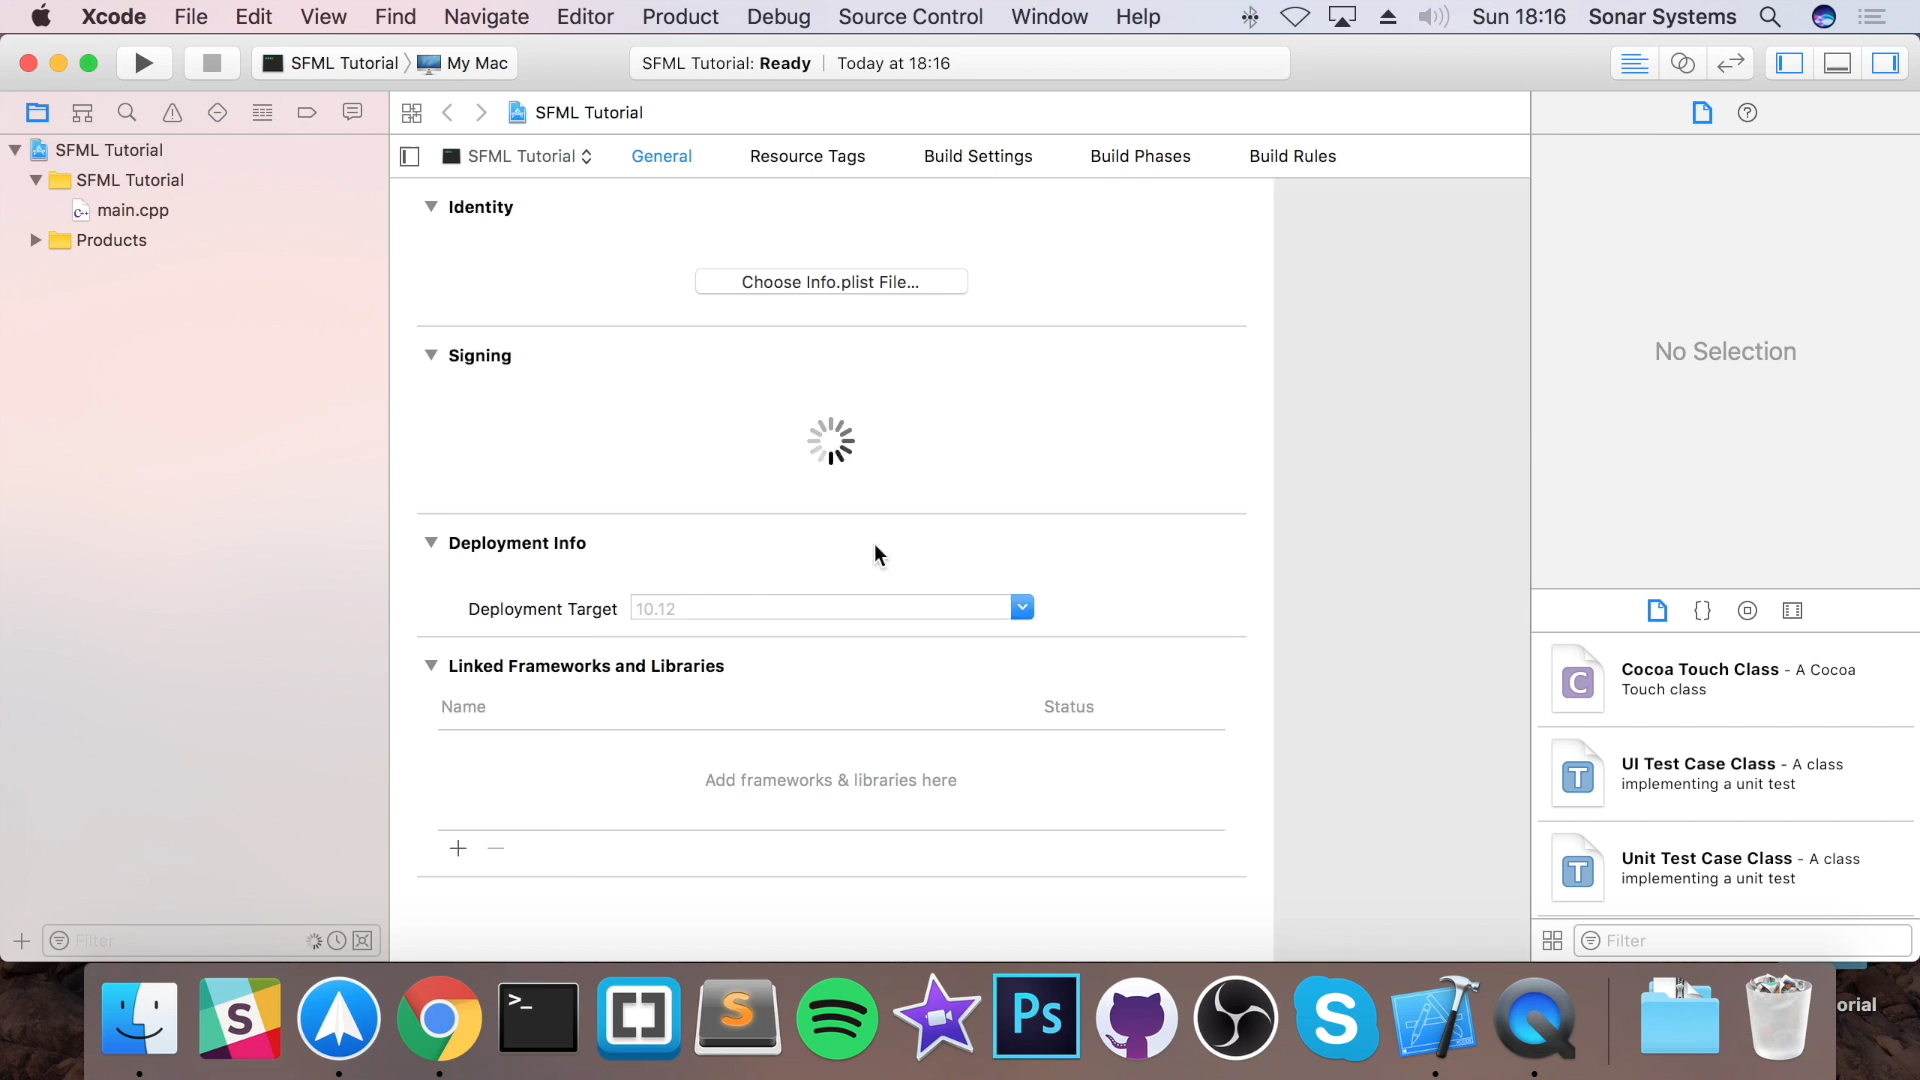 Xcode File Edit View Find Navigate Editor Product Debug Source Control Window Help Sun 18:16 Sonar Systems
SFML Tutorial My Mac SFML Tutorial: Ready Today at 18:16
SFML Tutorial
SFML Tutorial
main.cpp
Products
SFML Tutorial
SFML Tutorial General Resource Tags Build Settings Build Phases Build Rules
Identity
Choose Info.plist File...
Signing
Deployment Info
Deployment Target 10.12
Linked Frameworks and Libraries
Name Status
Add frameworks & libraries here
No Selection
C
Cocoa Touch Class - A Cocoa
Touch class
T
UI Test Case Class - A class
implementing a unit test
T
Unit Test Case Class - A class
implementing a unit test
Filter
Filter
S
>_
S
Ps
S
orial